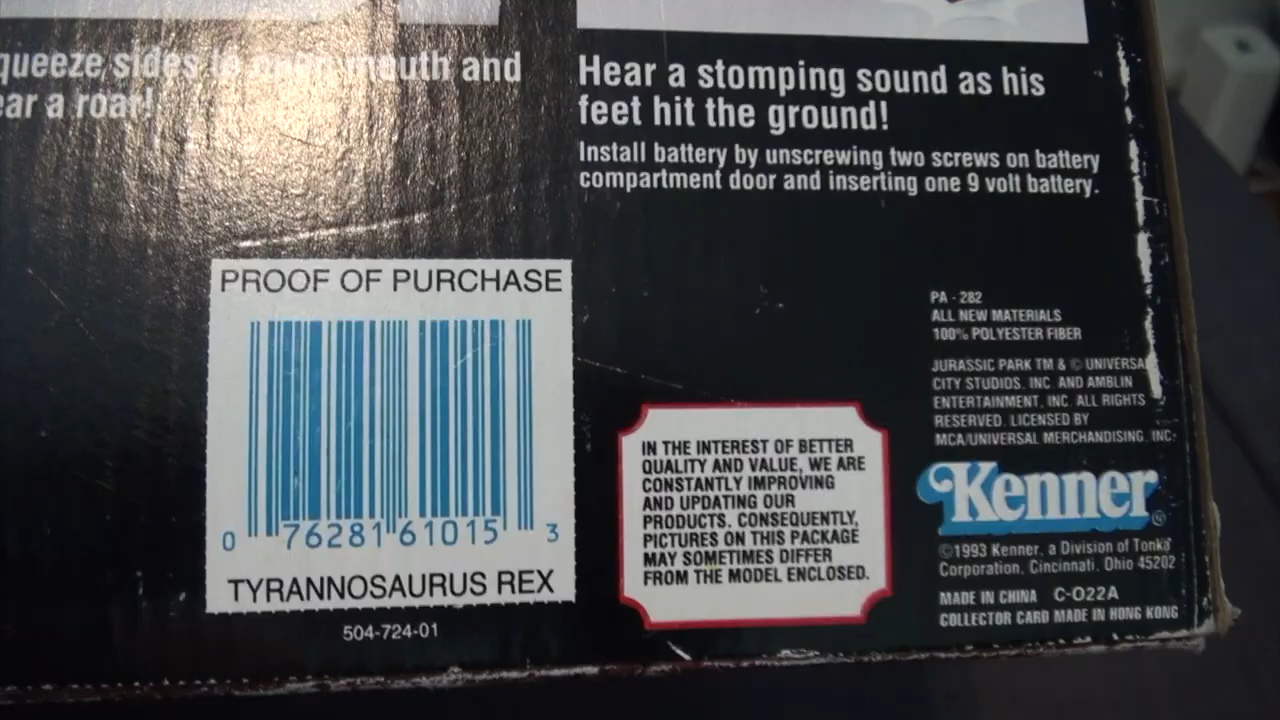 queeze sides to open mouth and
ear a roar!
Hear a stomping sound as his
feet hit the ground!
Install battery by unscrewing two screws on battery
compartment door and inserting one 9 volt battery.
PROOF OF PURCHASE
0 76281 61015 3
TYRANNOSAURUS REX
504-724-01
IN THE INTEREST OF BETTER
QUALITY AND VALUE, WE ARE
CONSTANTLY IMPROVING
AND UPDATING OUR
PRODUCTS. CONSEQUENTLY,
PICTURES ON THIS PACKAGE
MAY SOMETIMES DIFFER
FROM THE MODEL ENCLOSED.
PA - 282
ALL NEW MATERIALS
100% POLYESTER FIBER
JURASSIC PARK TM & © UNIVERSA
CITY STUDIOS, INC. AND AMBLIN
ENTERTAINMENT, INC. ALL RIGHTS
RESERVED. LICENSED BY
MCA/UNIVERSAL MERCHANDISING, INC.
Kenner®
©1993 Kenner, a Division of Tonka
Corporation, Cincinnati, Ohio 45202
MADE IN CHINA C-022A
COLLECTOR CARD MADE IN HONG KONG